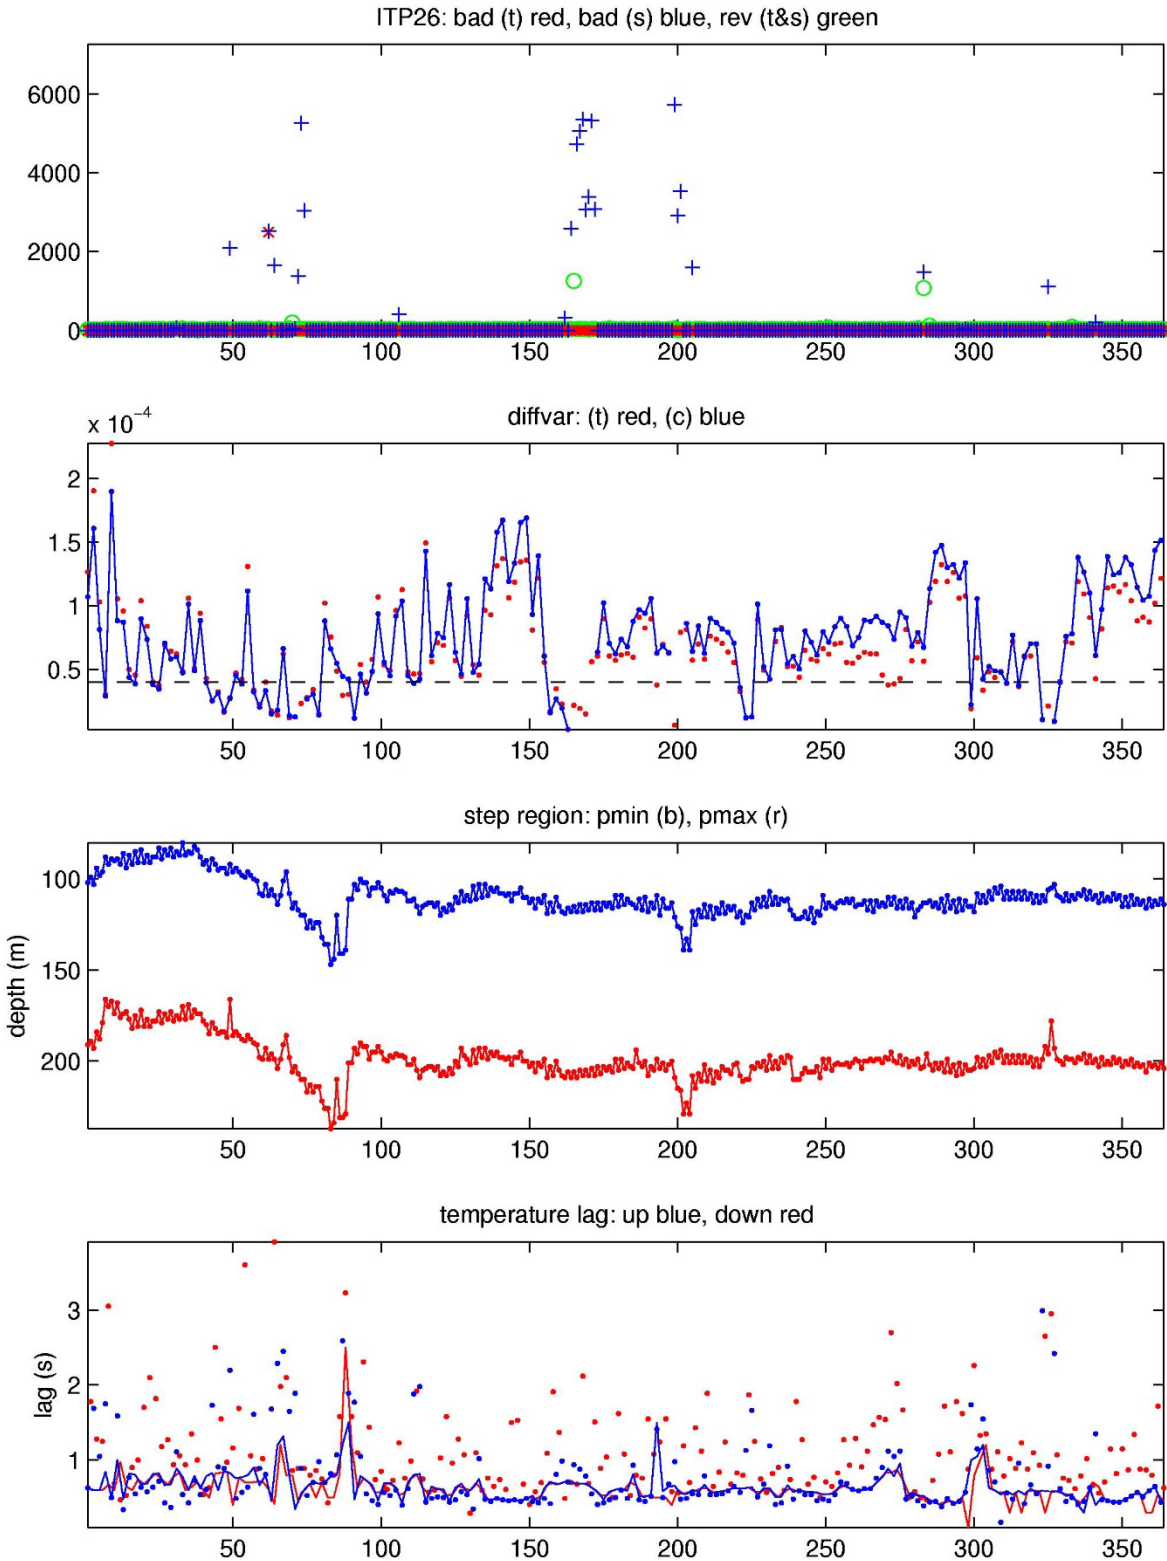 ITP26: bad (t) red, bad (s) blue, rev (t&s) green
6000
4000
2000
0
50 100 150 200 250 300 350
diffvar: (t) red, (c) blue
x 10⁻⁴
2
1.5
1
0.5
50 100 150 200 250 300 350
step region: pmin (b), pmax (r)
depth (m)
100
150
200
50 100 150 200 250 300 350
temperature lag: up blue, down red
lag (s)
3
2
1
50 100 150 200 250 300 350